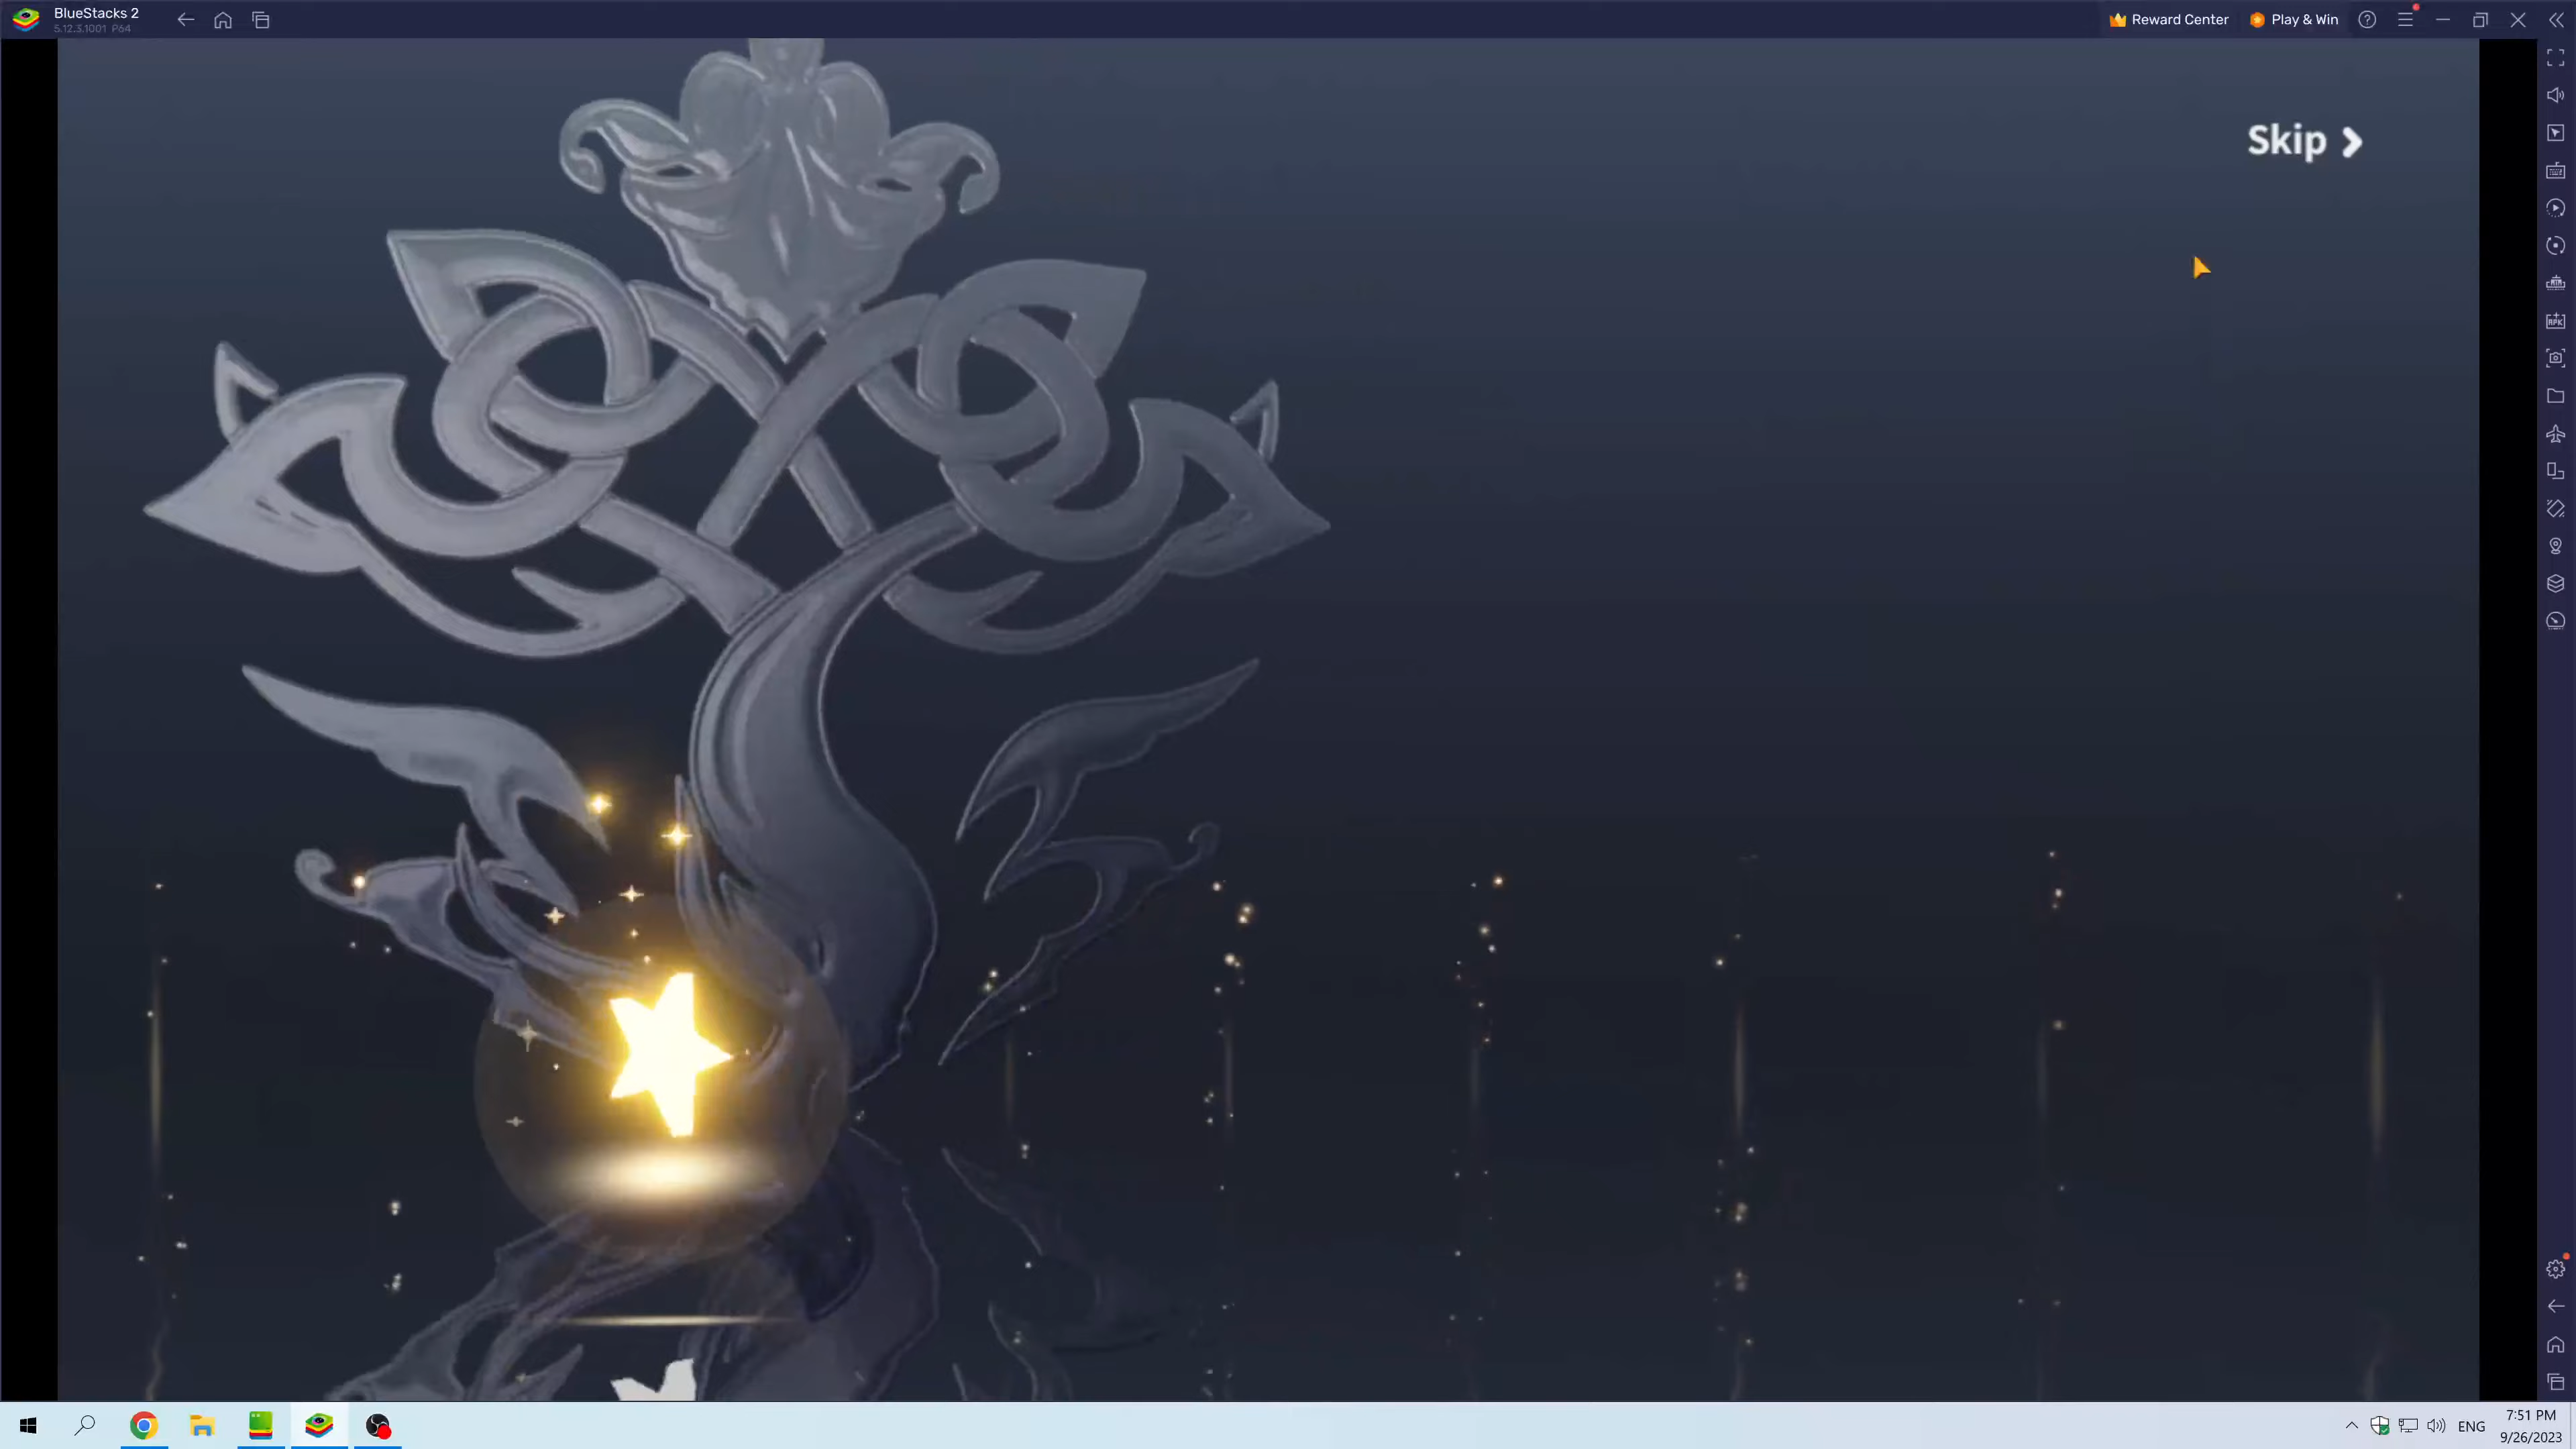 BlueStacks 2
5.12.3.1001 P64
Reward Center
Play & Win
Skip
ENG
7:51 PM
9/26/2023